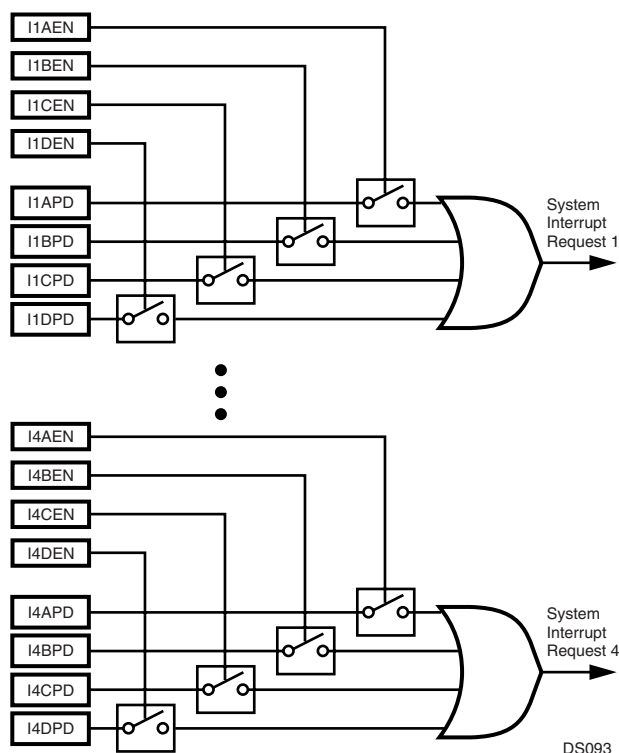 I1AEN
I1BEN
I1CEN
I1DEN
I1APD
I1BPD
I1CPD
I1DPD
System
Interrupt
Request 1
I4AEN
I4BEN
I4CEN
I4DEN
I4APD
I4BPD
I4CPD
I4DPD
System
Interrupt
Request 4
DS093